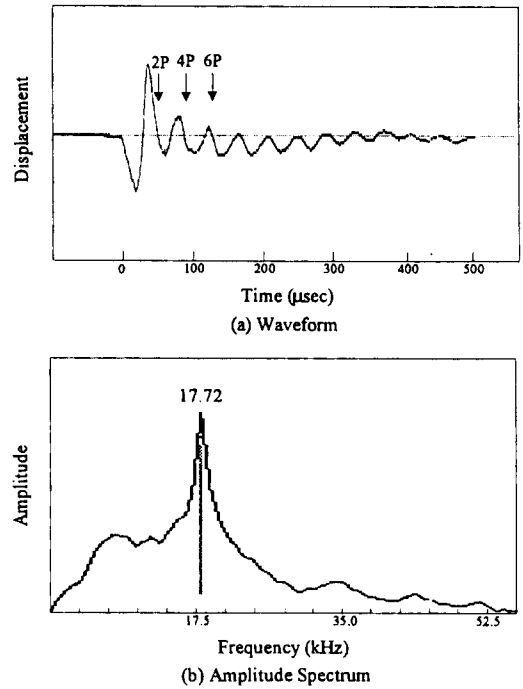 2P 4P 6P
Displacement
0 100 200 300 400 500
Time (μsec)
(a) Waveform
17.72
Amplitude
17.5 35.0 52.5
Frequency (kHz)
(b) Amplitude Spectrum